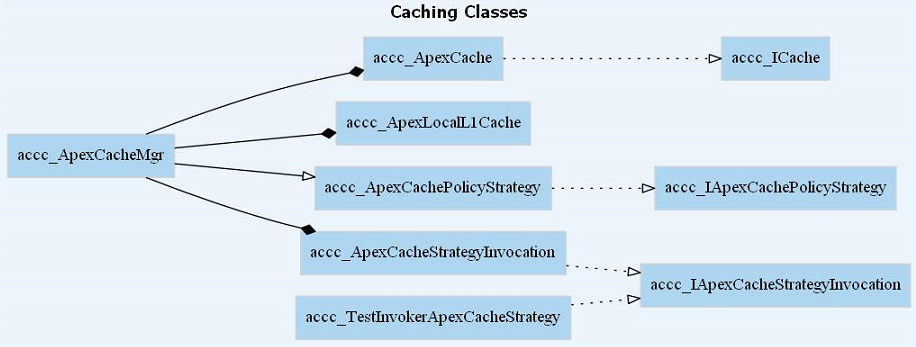 Caching Classes
accc_ApexCache
accc_ICache
accc_ApexLocalL1Cache
accc_ApexCacheMgr
accc_ApexCachePolicyStrategy
accc_IApexCachePolicyStrategy
accc_ApexCacheStrategyInvocation
accc_IApexCacheStrategyInvocation
accc_TestInvokerApexCacheStrategy